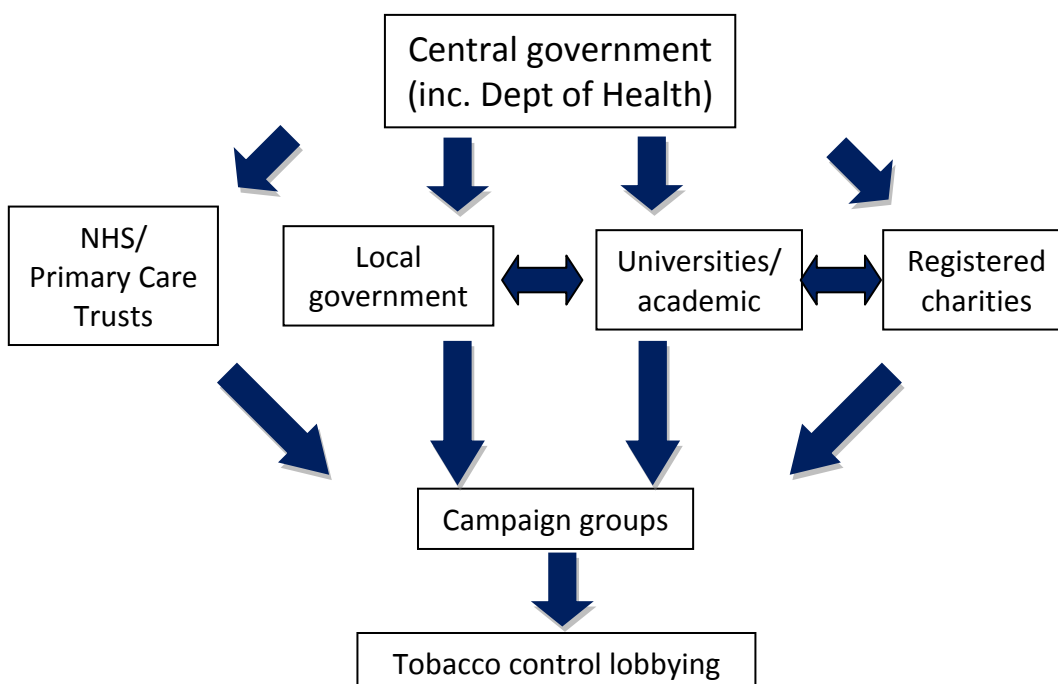 Central government
(inc. Dept of Health)
NHS/
Primary Care
Trusts
Local
government
Universities/
academic
Registered
charities
Campaign groups
Tobacco control lobbying